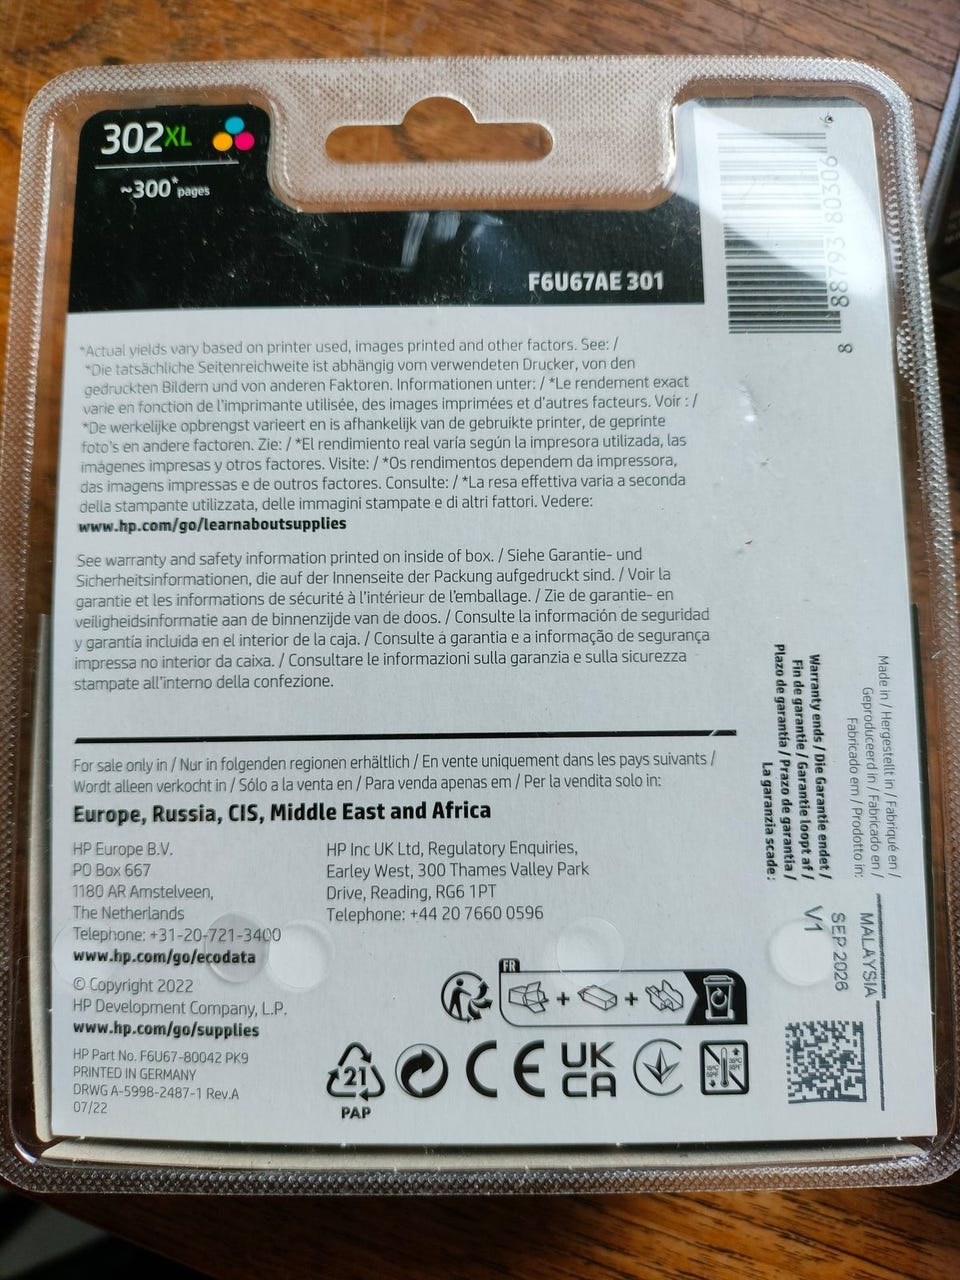 302XL
~300* pages
F6U67AE 301
8 88793 80306
*Actual yields vary based on printer used, images printed and other factors. See: /
*Die tatsächliche Seitenreichweite ist abhängig vom verwendeten Drucker, von den
gedruckten Bildern und von anderen Faktoren. Informationen unter: / *Le rendement exact
varie en fonction de l'imprimante utilisée, des images imprimées et d'autres facteurs. Voir : /
*De werkelijke opbrengst varieert en is afhankelijk van de gebruikte printer, de geprinte
foto's en andere factoren. Zie: / *El rendimiento real varía según la impresora utilizada, las
imágenes impresas y otros factores. Visite: / *Os rendimentos dependem da impressora,
das imagens impressas e de outros factores. Consulte: / *La resa effettiva varia a seconda
della stampante utilizzata, delle immagini stampate e di altri fattori. Vedere:
www.hp.com/go/learnaboutsupplies
See warranty and safety information printed on inside of box. / Siehe Garantie- und
Sicherheitsinformationen, die auf der Innenseite der Packung aufgedruckt sind. / Voir la
garantie et les informations de sécurité à l'intérieur de l'emballage. / Zie de garantie- en
veiligheidsinformatie aan de binnenzijde van de doos. / Consulte la información de seguridad
y garantía incluida en el interior de la caja. / Consulte a garantia e a informação de segurança
impressa no interior da caixa. / Consultare le informazioni sulla garanzia e sulla sicurezza
stampate all'interno della confezione.
For sale only in / Nur in folgenden regionen erhältlich / En vente uniquement dans les pays suivants /
Wordt alleen verkocht in / Sólo a la venta en / Para venda apenas em / Per la vendita solo in:
Europe, Russia, CIS, Middle East and Africa
HP Europe B.V.
PO Box 667
1180 AR Amstelveen,
The Netherlands
Telephone: +31-20-721-3400
www.hp.com/go/ecodata
HP Inc UK Ltd, Regulatory Enquiries,
Earley West, 300 Thames Valley Park
Drive, Reading, RG6 1PT
Telephone: +44 20 7660 0596
© Copyright 2022
HP Development Company, L.P.
www.hp.com/go/supplies
HP Part No. F6U67-80042 PK9
PRINTED IN GERMANY
DRWG A-5998-2487-1 Rev.A
07/22
FR
21
PAP
CE
UK
CA
Made in / Hergestellt in / Fabriqué en /
Geproduceerd in / Fabricado en /
Fabricado em / Prodotto in:
MALAYSIA
Warranty ends / Die Garantie endet /
Fin de garantie / Garantie loopt af /
Plazo de garantía / Prazo de garantia /
La garanzia scade:
SEP 2026
V1